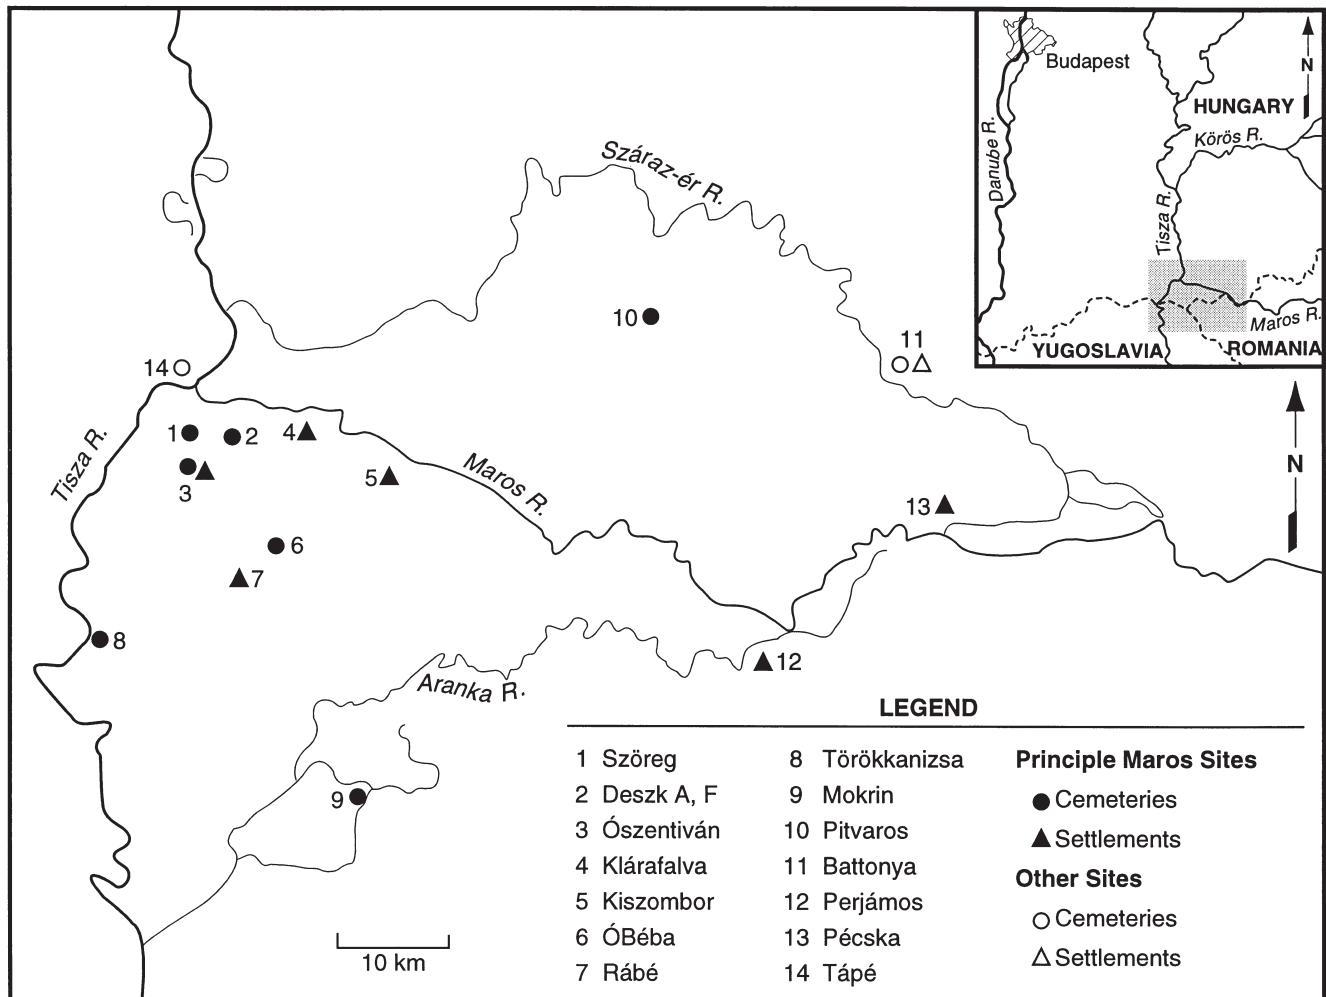 Budapest
N
HUNGARY
Körös R.
Danube R.
Tisza R.
Maros R.
YUGOSLAVIA
ROMANIA
Száraz-ér R.
10
11
14
1
2
4
3
5
Tisza R.
Maros R.
13
N
6
7
8
12
Aranka R.
9
10 km
LEGEND
1 Szöreg
2 Deszk A, F
3 Ószentiván
4 Klárafalva
5 Kiszombor
6 ÓBéba
7 Rábé
8 Törökkanizsa
9 Mokrin
10 Pitvaros
11 Battonya
12 Perjámos
13 Pécska
14 Tápé
Principle Maros Sites
Cemeteries
Settlements
Other Sites
Cemeteries
Settlements